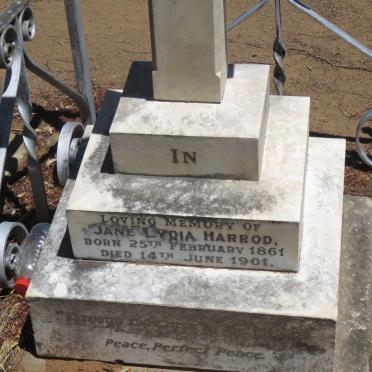 IN
LOVING MEMORY OF
JANE LYDIA HARROD,
BORN 25TH FEBRUARY 1861
DIED 14TH JUNE 1901.
PEACE, PERFECT PEACE.